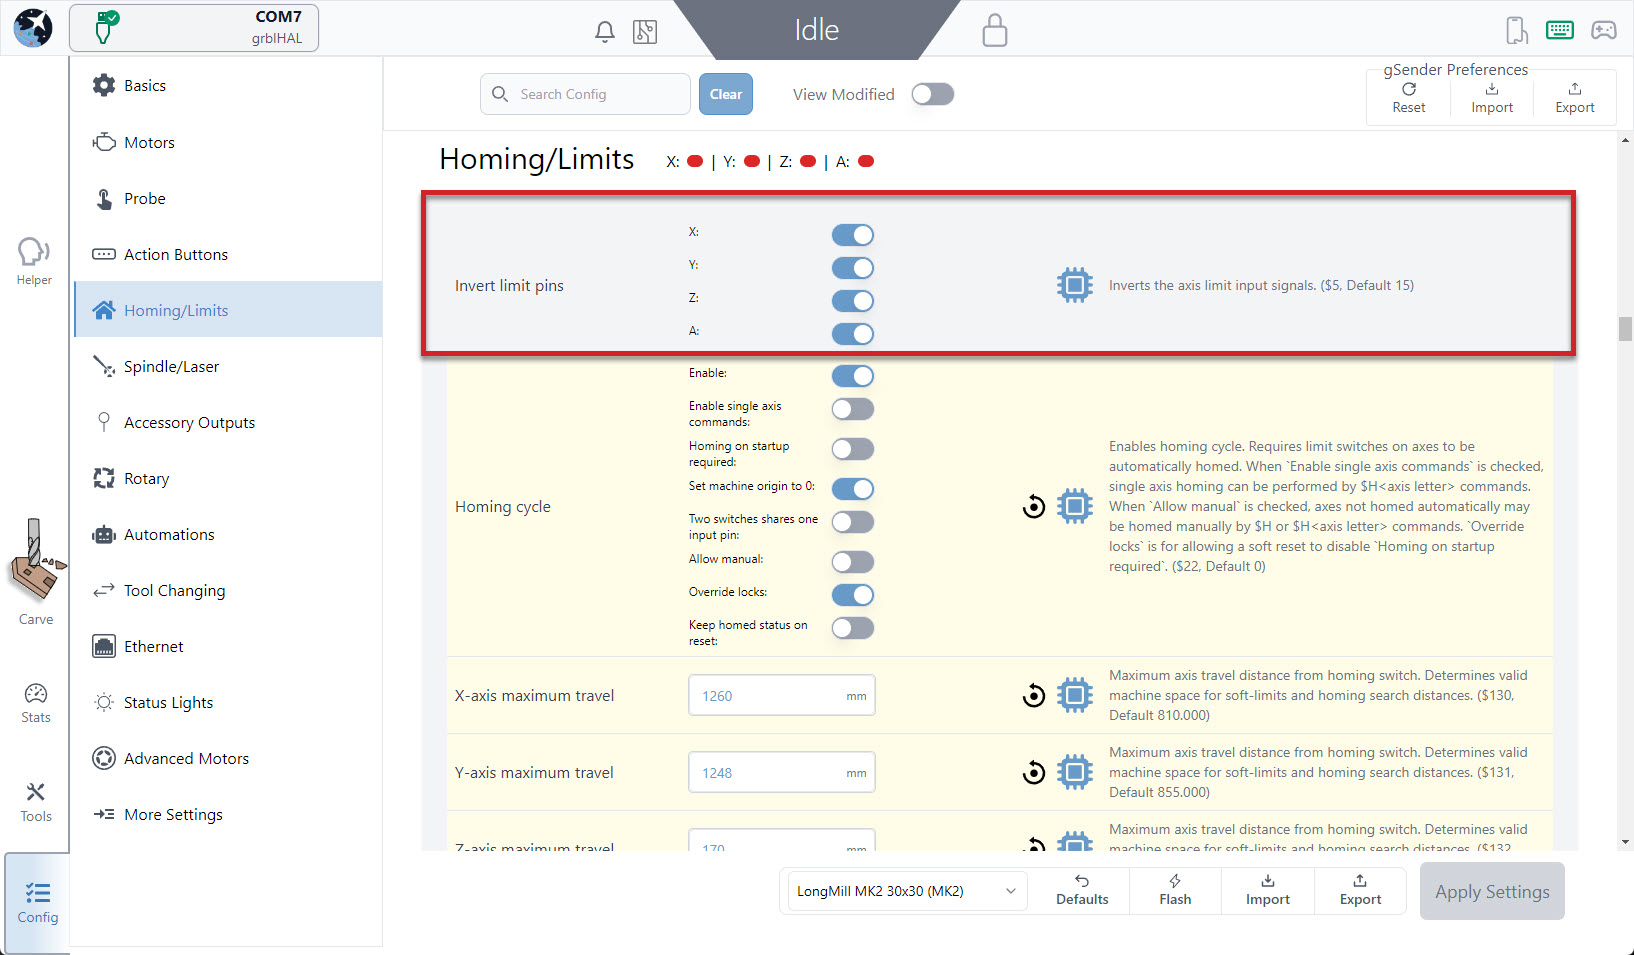 COM7
grblHAL
Idle
Helper
Carve
Stats
Tools
Config
Basics
Motors
Probe
Action Buttons
Homing/Limits
Spindle/Laser
Accessory Outputs
Rotary
Automations
Tool Changing
Ethernet
Status Lights
Advanced Motors
More Settings
Search Config
Clear
View Modified
gSender Preferences
Reset
Import
Export
Homing/Limits
X: | Y: | Z: | A:
Invert limit pins
X:
Y:
Z:
A:
Inverts the axis limit input signals. ($5, Default 15)
Homing cycle
Enable:
Enable single axis
commands:
Homing on startup
required:
Set machine origin to 0:
Two switches shares one
input pin:
Allow manual:
Override locks:
Keep homed status on
reset:
Enables homing cycle. Requires limit switches on axes to be
automatically homed. When `Enable single axis commands` is checked,
single axis homing can be performed by $H<axis letter> commands.
When `Allow manual` is checked, axes not homed automatically may
be homed manually by $H or $H<axis letter> commands. `Override
locks` is for allowing a soft reset to disable `Homing on startup
required`. ($22, Default 0)
X-axis maximum travel
1260 mm
Maximum axis travel distance from homing switch. Determines valid
machine space for soft-limits and homing search distances. ($130,
Default 810.000)
Y-axis maximum travel
1248 mm
Maximum axis travel distance from homing switch. Determines valid
machine space for soft-limits and homing search distances. ($131,
Default 855.000)
Z-axis maximum travel
170 mm
Maximum axis travel distance from homing switch. Determines valid
machine space for soft-limits and homing search distances. ($132,
LongMill MK2 30x30 (MK2)
Defaults
Flash
Import
Export
Apply Settings